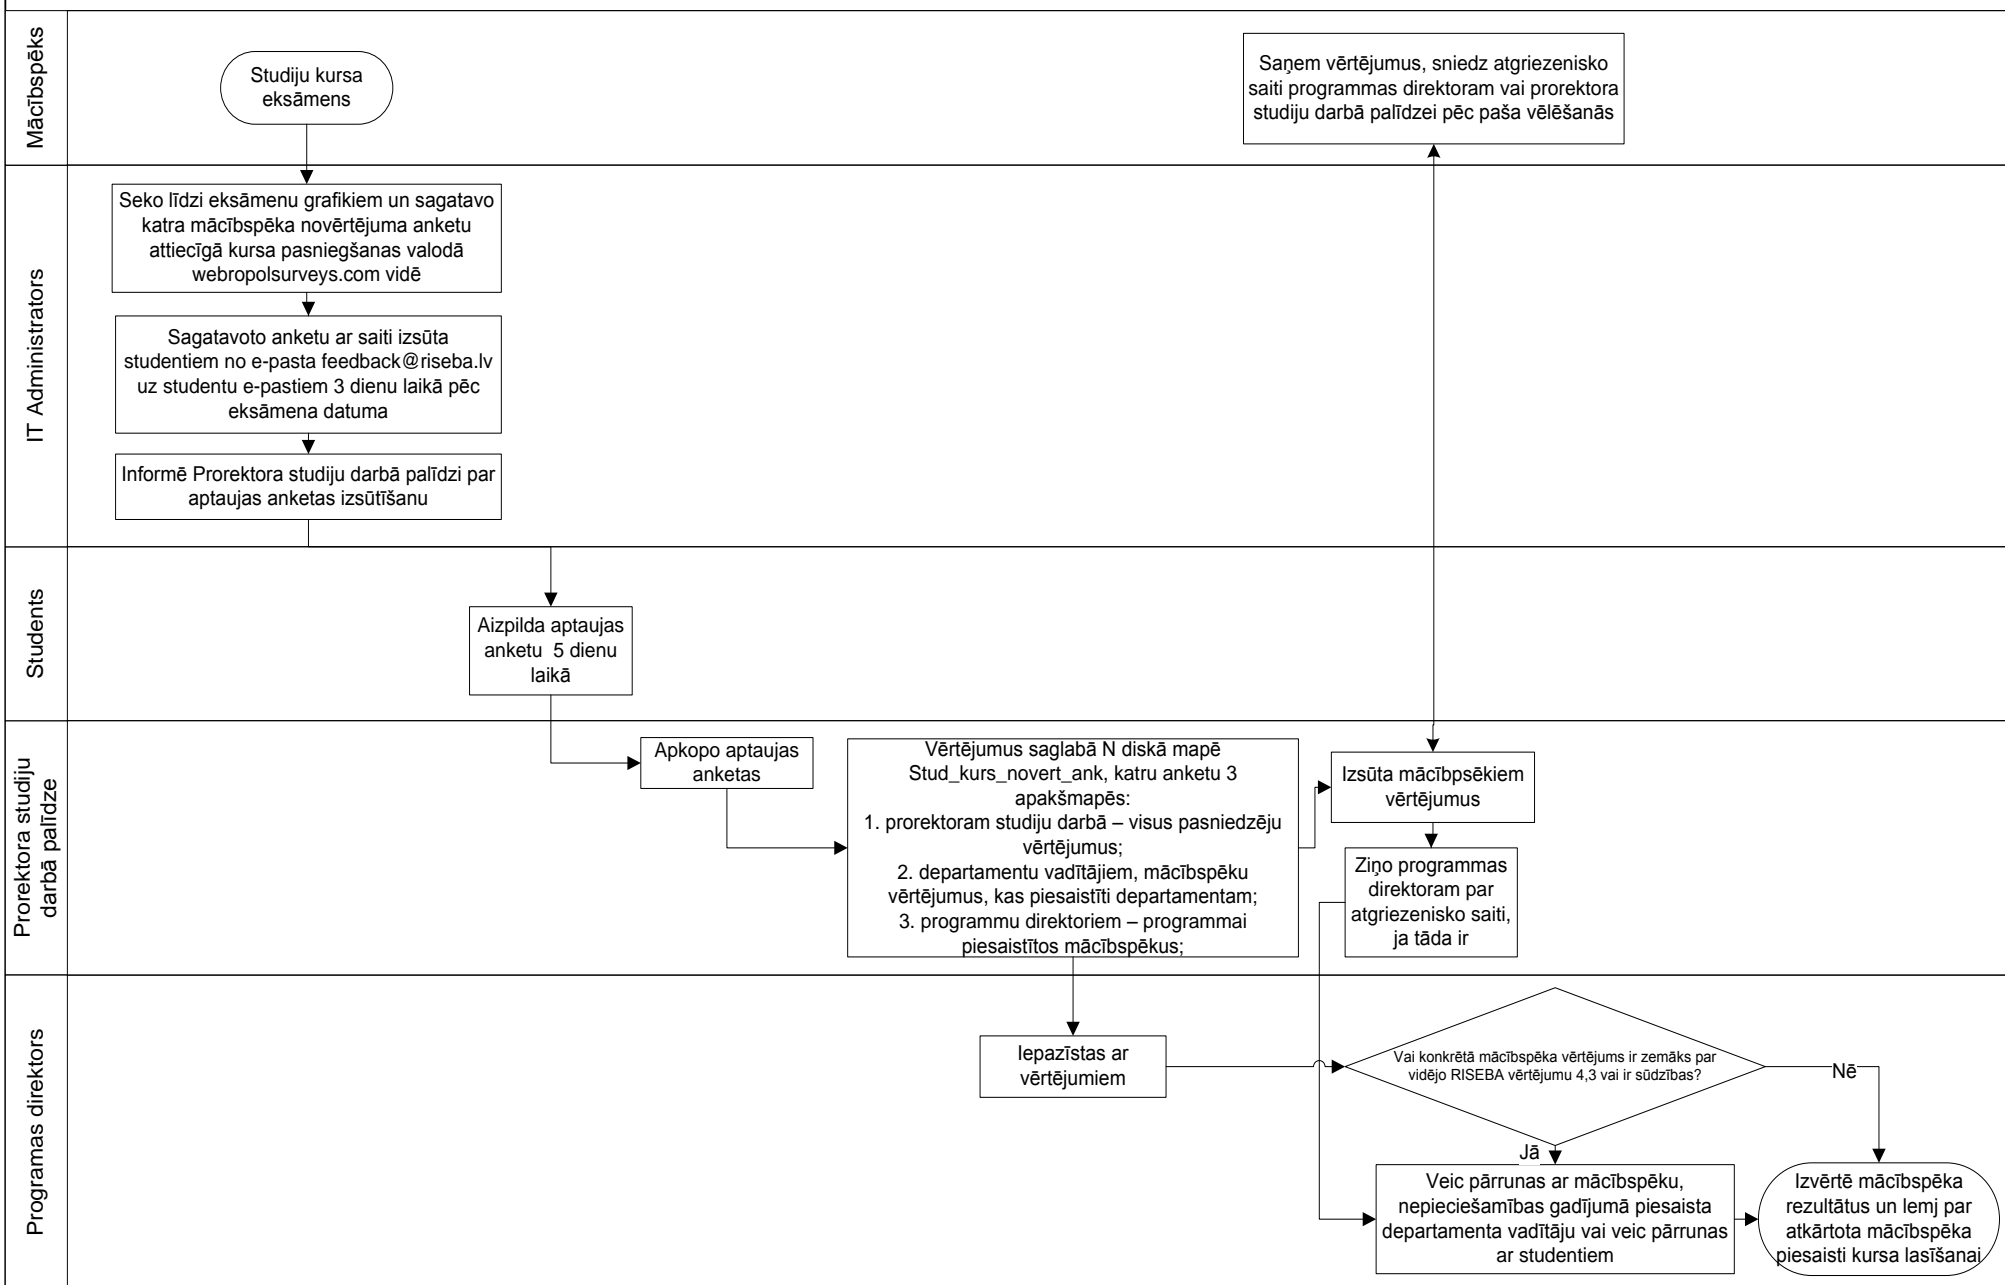 Mācībspēks
Studiju kursa
eksāmens
Saņem vērtējumus, sniedz atgriezenisko
saiti programmas direktoram vai prorektora
studiju darbā palīdzei pēc paša vēlēšanās
IT Administrators
Seko līdzi eksāmenu grafikiem un sagatavo
katra mācībspēka novērtējuma anketu
attiecīgā kursa pasniegšanas valodā
webropolsurveys.com vidē
Sagatavoto anketu ar saiti izsūta
studentiem no e-pasta feedback@riseba.lv
uz studentu e-pastiem 3 dienu laikā pēc
eksāmena datuma
Informē Prorektora studiju darbā palīdzi par
aptaujas anketas izsūtīšanu
Students
Aizpilda aptaujas
anketu  5 dienu
laikā
Prorektora studiju
darbā palīdze
Apkopo aptaujas
anketas
Vērtējumus saglabā N diskā mapē
Stud_kurs_novert_ank, katru anketu 3
apakšmapēs:
1. prorektoram studiju darbā – visus pasniedzēju
vērtējumus;
2. departamentu vadītājiem, mācībspēku
vērtējumus, kas piesaistīti departamentam;
3. programmu direktoriem – programmai
piesaistītos mācībspēkus;
Izsūta mācībpsēkiem
vērtējumus
Ziņo programmas
direktoram par
atgriezenisko saiti,
ja tāda ir
Programas direktors
Iepazīstas ar
vērtējumiem
Vai konkrētā mācībspēka vērtējums ir zemāks par
vidējo RISEBA vērtējumu 4,3 vai ir sūdzības?
Nē
Jā
Veic pārrunas ar mācībspēku,
nepieciešamības gadījumā piesaista
departamenta vadītāju vai veic pārrunas
ar studentiem
Izvērtē mācībspēka
rezultātus un lemj par
atkārtota mācībspēka
piesaisti kursa lasīšanai